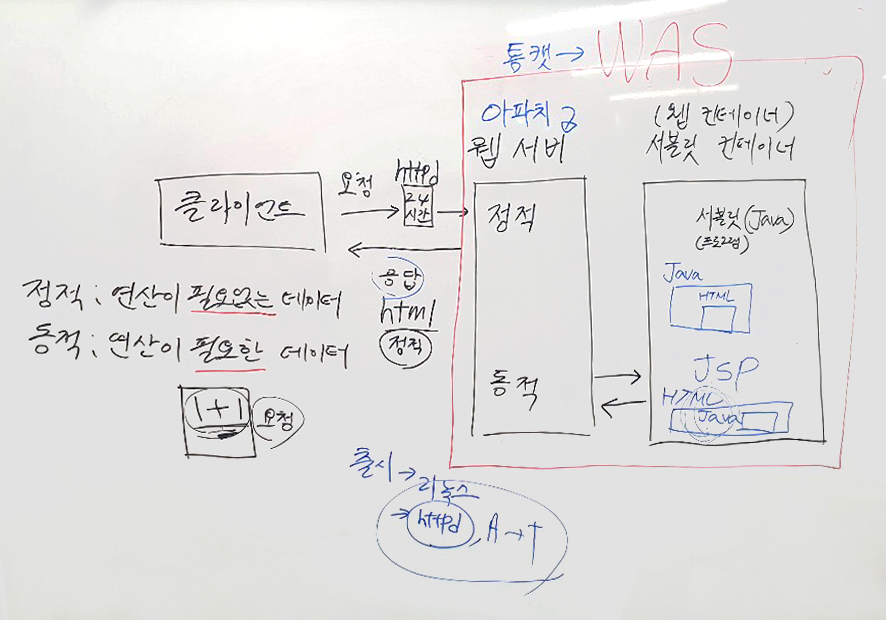 톰캣→ WAS
아파치
웹 서버
(웹 컨테이너)
서블릿 컨테이너
클라이언트
요청
httpd
24
시간
정적
서블릿(Java)
(프로그램)
Java
HTML
응답
html
정적
정적 : 연산이 필요없는 데이터
동적 : 연산이 필요한 데이터
1+1
요청
동적
JSP
HTML
Java
출시→
리눅스
→httpd, A→T